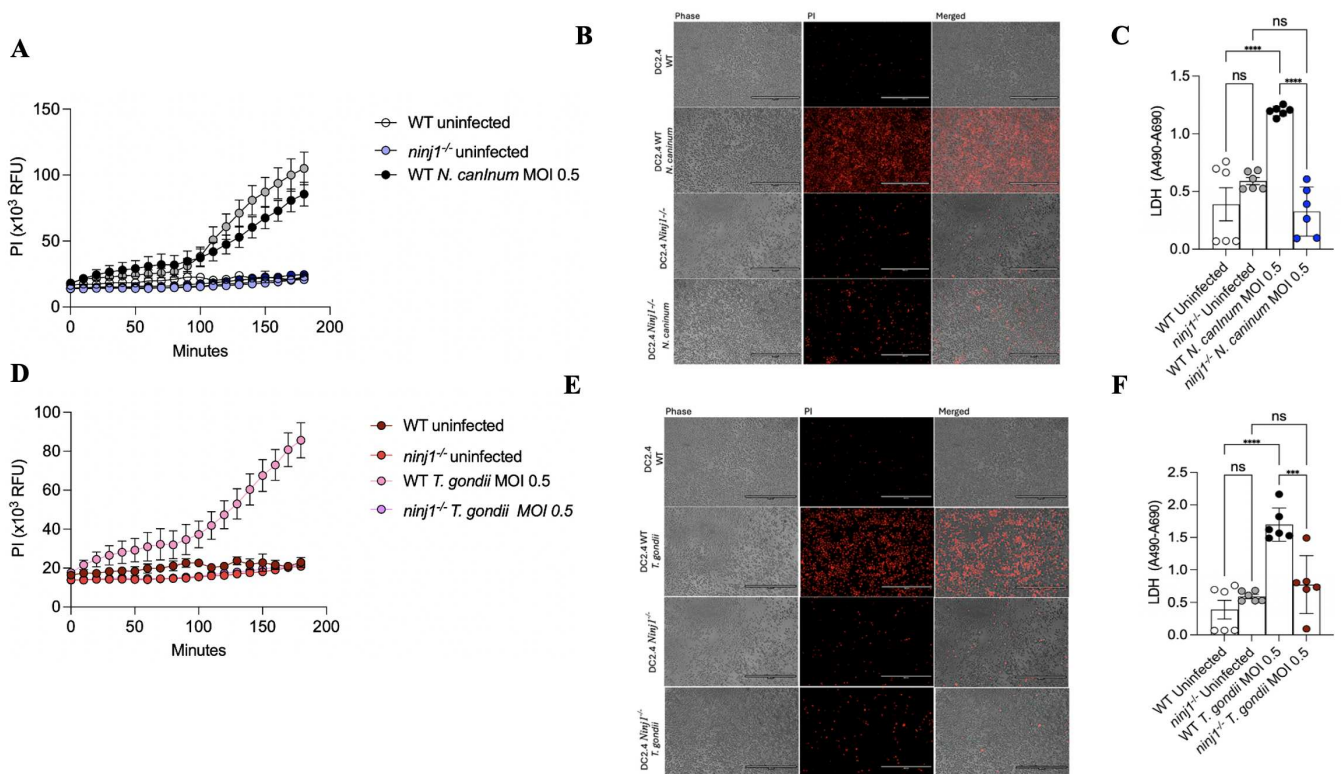 A
PI (x10³ RFU)
150
100
50
0
0 50 100 150 200
Minutes
WT uninfected
ninj1⁻/⁻ uninfected
WT N. canInum MOI 0.5
B
Phase PI Merged
DC2.4
WT
DC2.4 WT
N. caninum
DC2.4 Ninj1-/-
DC2.4 Ninj1-/-
N. caninum
C
ns
****
ns
****
LDH (A490-A690)
1.5
1.0
0.5
0.0
WT Uninfected
ninj1⁻/⁻ Uninfected
WT N. canInum MOI 0.5
ninj1⁻/⁻ N. caninum MOI 0.5
D
PI (x10³ RFU)
100
80
60
40
20
0
0 50 100 150 200
Minutes
WT uninfected
ninj1⁻/⁻ uninfected
WT T. gondii MOI 0.5
ninj1⁻/⁻ T. gondii MOI 0.5
E
Phase PI Merged
DC2.4
WT
DC2.4 WT
T. gondii
DC2.4 Ninj1⁻/⁻
DC2.4 Ninj1⁻/⁻
T. gondii
F
ns
****
ns
***
LDH (A490-A690)
2.5
2.0
1.5
1.0
0.5
0.0
WT Uninfected
ninj1⁻/⁻ Uninfected
WT T. gondii MOI 0.5
ninj1⁻/⁻ T. gondii MOI 0.5